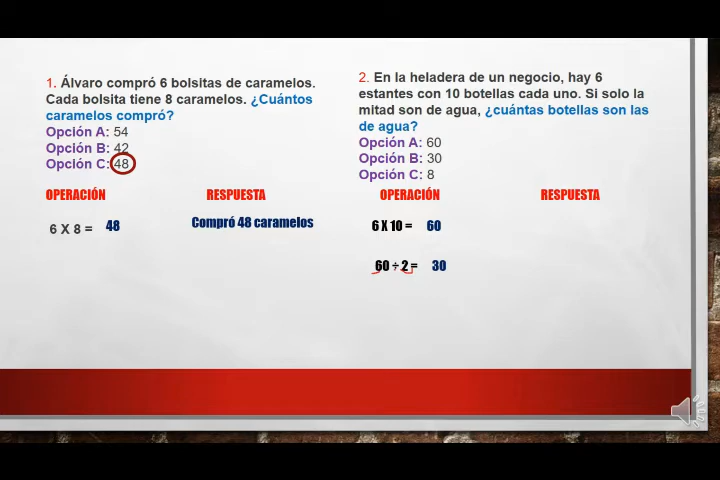 1. Álvaro compró 6 bolsitas de caramelos.
Cada bolsita tiene 8 caramelos. ¿Cuántos
caramelos compró?
Opción A: 54
Opción B: 42
Opción C: 48
OPERACIÓN
RESPUESTA
6 X 8 = 48
Compró 48 caramelos
2. En la heladera de un negocio, hay 6
estantes con 10 botellas cada uno. Si solo la
mitad son de agua, ¿cuántas botellas son las
de agua?
Opción A: 60
Opción B: 30
Opción C: 8
OPERACIÓN
RESPUESTA
6 X 10 = 60
60 ÷ 2 = 30